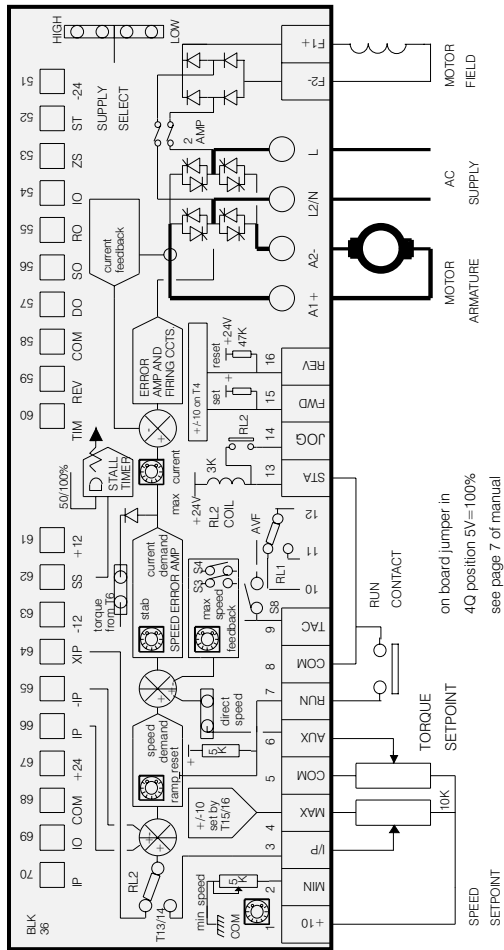 BLK
36
70 69 68 67 66 65 64 63 62 61 60 59 58 57 56 55 54 53 52 51
IP IO COM +24 IP -IP XIP -12 SS +12 TIM REV COM DO SO RO IO ZS ST -24
HIGH
LOW
SUPPLY
SELECT
50/100%
STALL
TIMER
torque
from T6
current
feedback
2
AMP
RL2
T13/14
speed
demand
ramp reset
current
demand
SPEED ERROR AMP
stab
max current
ERROR
AMP AND
FIRING CCTS
min speed
5K
COM
+/-10
set by
T15/16
5K
direct
speed
max
speed
feedback
S3 S4
S8
AVF
RL1
+24V
RL2
COIL
3K
RL2
+/-10 on T4
set
reset
+24V
47K
1 2 3 4 5 6 7 8 9 10 11 12 13 14 15 16
+10 MIN I/P MAX COM AUX RUN COM TAC STA JOG FWD REV A1+ A2- L2/N L F2- F1+
10K
SPEED
SETPOINT
TORQUE
SETPOINT
RUN
CONTACT
on board jumper in
4Q position 5V=100%
see page 7 of manual
MOTOR
ARMATURE
AC
SUPPLY
MOTOR
FIELD